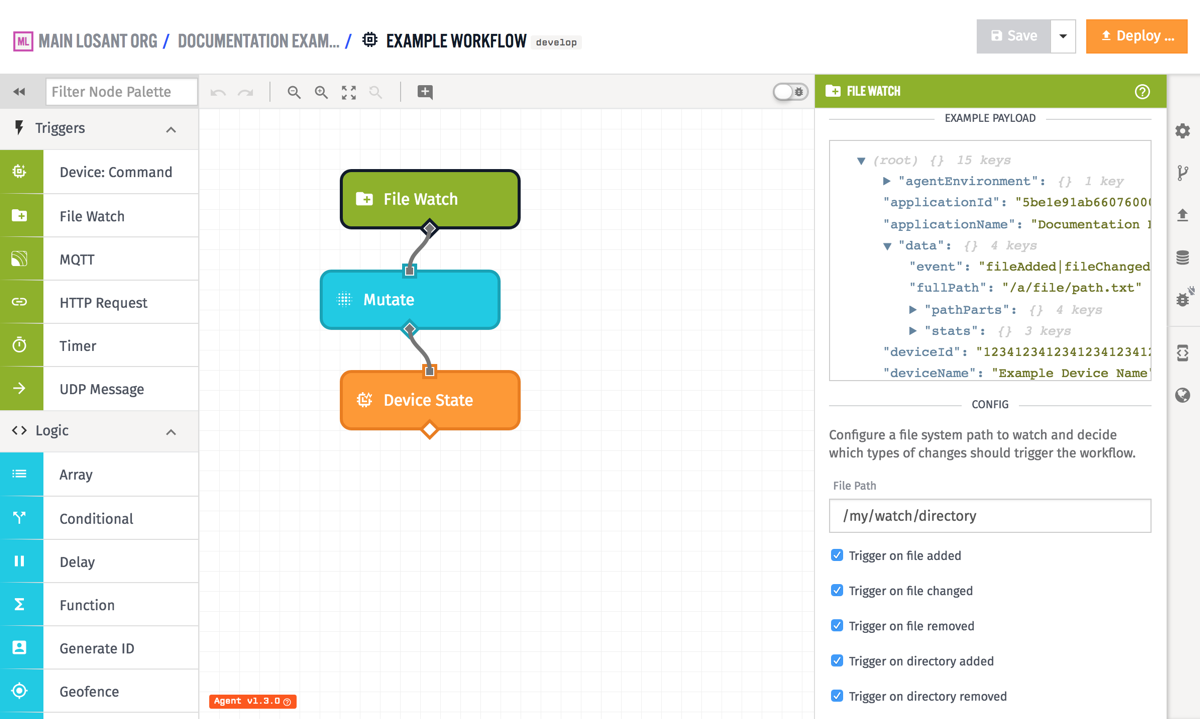 ML MAIN LOSANT ORG / DOCUMENTATION EXAM... / EXAMPLE WORKFLOW develop
Save
Deploy ...
Filter Node Palette
FILE WATCH
Triggers
Device: Command
File Watch
MQTT
HTTP Request
Timer
UDP Message
Logic
Array
Conditional
Delay
Function
Generate ID
Geofence
File Watch
Mutate
Device State
Agent v1.3.0
EXAMPLE PAYLOAD
(root) {} 15 keys
"agentEnvironment": {} 1 key
"applicationId": "5be1e91ab6607600
"applicationName": "Documentation
"data": {} 4 keys
"event": "fileAdded|fileChanged
"fullPath": "/a/file/path.txt"
"pathParts": {} 4 keys
"stats": {} 3 keys
"deviceId": "12341234123412341234123412
"deviceName": "Example Device Name"
CONFIG
Configure a file system path to watch and decide
which types of changes should trigger the workflow.
File Path
/my/watch/directory
Trigger on file added
Trigger on file changed
Trigger on file removed
Trigger on directory added
Trigger on directory removed